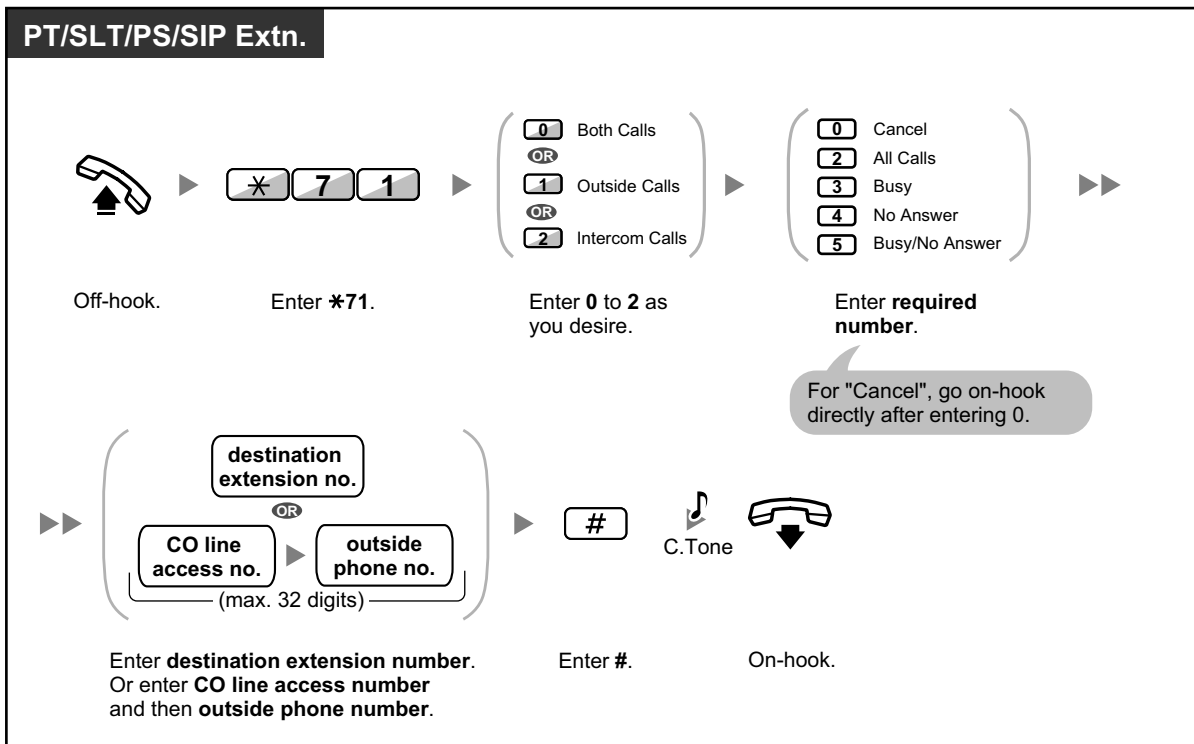 PT/SLT/PS/SIP Extn.
Off-hook.
✳ 7 1
Enter ✳71.
0 Both Calls
OR
1 Outside Calls
OR
2 Intercom Calls
Enter 0 to 2 as
you desire.
0 Cancel
2 All Calls
3 Busy
4 No Answer
5 Busy/No Answer
Enter required
number.
For "Cancel", go on-hook
directly after entering 0.
destination
extension no.
OR
CO line
access no.
outside
phone no.
(max. 32 digits)
Enter destination extension number.
Or enter CO line access number
and then outside phone number.
#
Enter #.
C.Tone
On-hook.